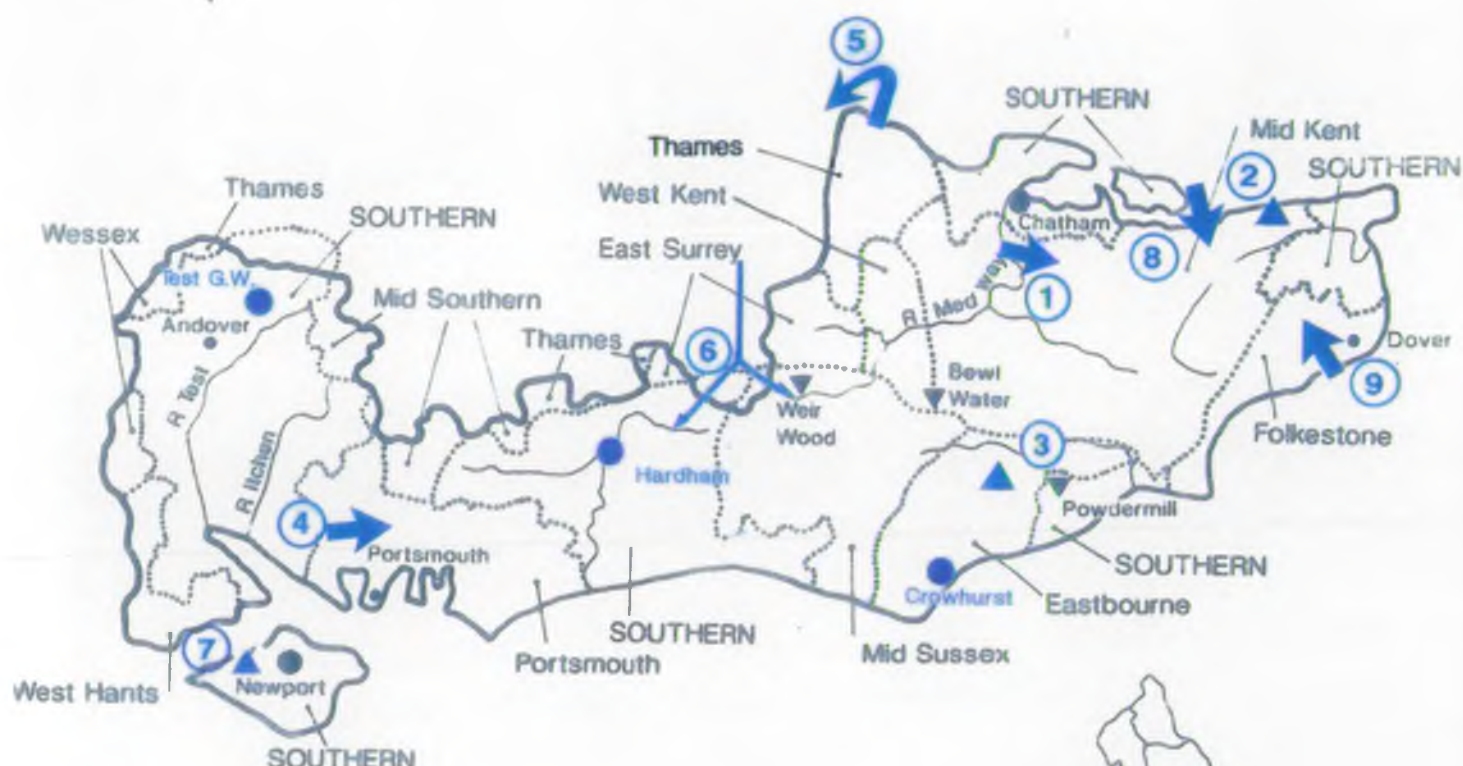 5
SOUTHERN
Thames
Mid Kent
2
SOUTHERN
West Kent
Thames
SOUTHERN
Wessex
East Surrey
Chatham
8
Test G.W.
Mid Southern
R Medway
1
Andover
Thames
6
Dover
9
R Test
Bewl
Water
Weir
Wood
Folkestone
3
Hardham
R Itchen
4
Powdermill
Portsmouth
SOUTHERN
Crowhurst
Eastbourne
SOUTHERN
7
Portsmouth
Mid Sussex
West Hants
Newport
SOUTHERN